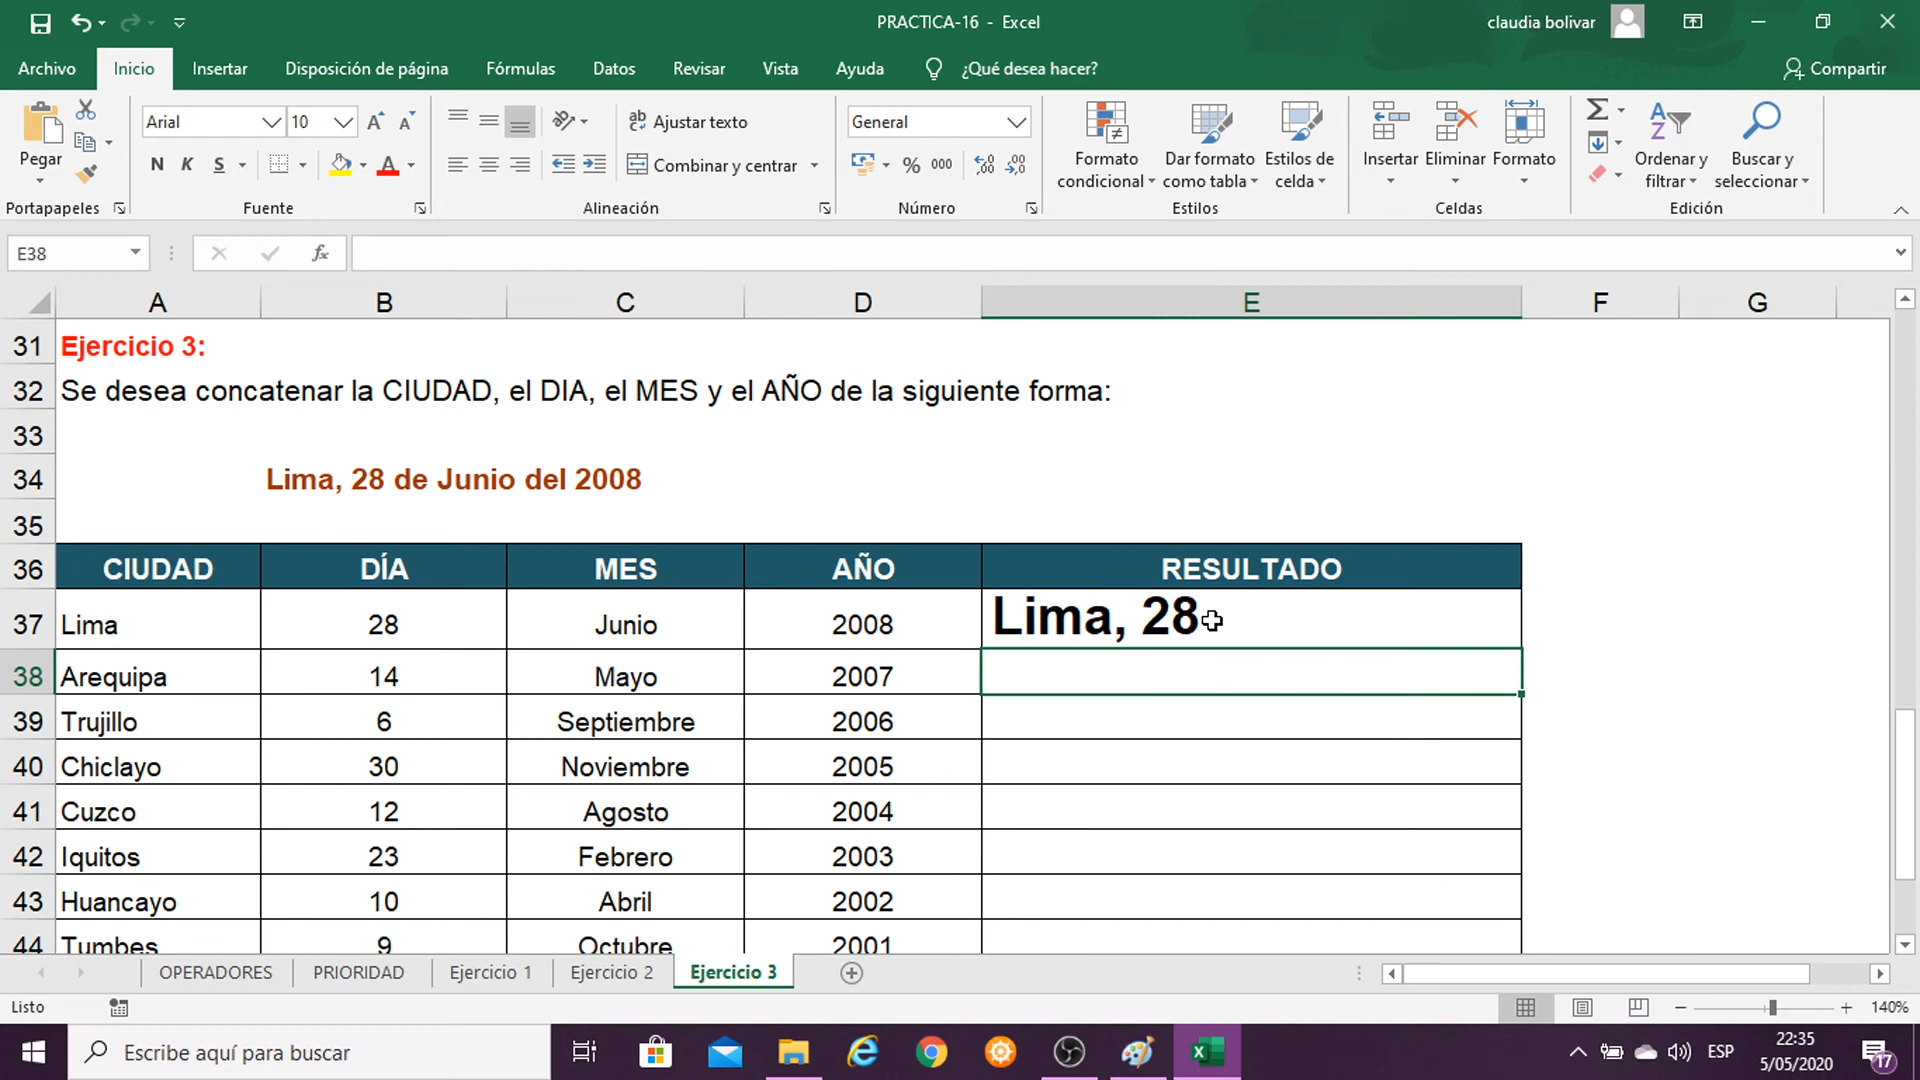 PRACTICA-16 - Excel
claudia bolivar
Archivo Inicio Insertar Disposición de página Fórmulas Datos Revisar Vista Ayuda ¿Qué desea hacer? Compartir
Pegar
Portapapeles
Arial 10
N K S
Fuente
Ajustar texto
Combinar y centrar
Alineación
General
% 000
Número
Formato condicional
Dar formato como tabla
Estilos de celda
Estilos
Insertar Eliminar Formato
Celdas
Ordenar y filtrar
Buscar y seleccionar
Edición
E38
fx
A B C D E F G
31 Ejercicio 3:
32 Se desea concatenar la CIUDAD, el DIA, el MES y el AÑO de la siguiente forma:
33
34 Lima, 28 de Junio del 2008
35
36 CIUDAD DÍA MES AÑO RESULTADO
37 Lima 28 Junio 2008 Lima, 28
38 Arequipa 14 Mayo 2007
39 Trujillo 6 Septiembre 2006
40 Chiclayo 30 Noviembre 2005
41 Cuzco 12 Agosto 2004
42 Iquitos 23 Febrero 2003
43 Huancayo 10 Abril 2002
44 Tumbes 9 Octubre 2001
OPERADORES PRIORIDAD Ejercicio 1 Ejercicio 2 Ejercicio 3
Listo
140%
Escribe aquí para buscar
ESP
22:35
5/05/2020
17